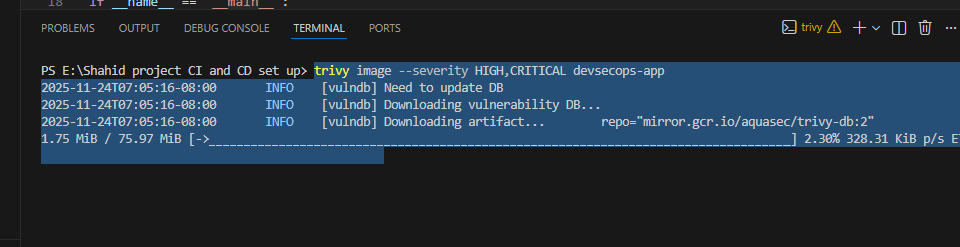 18 if __name__ == "__main__":
PROBLEMS OUTPUT DEBUG CONSOLE TERMINAL PORTS trivy
PS E:\Shahid project CI and CD set up> trivy image --severity HIGH,CRITICAL devsecops-app
2025-11-24T07:05:16-08:00 INFO [vulndb] Need to update DB
2025-11-24T07:05:16-08:00 INFO [vulndb] Downloading vulnerability DB...
2025-11-24T07:05:16-08:00 INFO [vulndb] Downloading artifact... repo="mirror.gcr.io/aquasec/trivy-db:2"
1.75 MiB / 75.97 MiB [->______________________________________________________________________________] 2.30% 328.31 KiB p/s ET